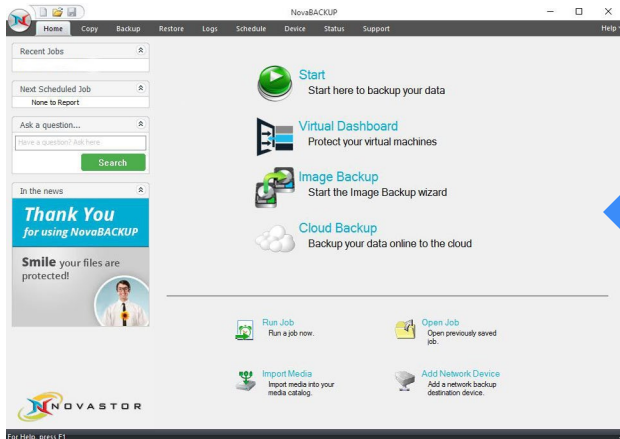 NovaBACKUP
Home Copy Backup Restore Logs Schedule Device Status Support Help
Recent Jobs
Next Scheduled Job
None to Report
Ask a question...
Have a question? Ask here
Search
In the news
Thank You
for using NovaBACKUP
Smile your files are
protected!
Start
Start here to backup your data
Virtual Dashboard
Protect your virtual machines
Image Backup
Start the Image Backup wizard
Cloud Backup
Backup your data online to the cloud
Run Job
Run a job now.
Open Job
Open previously saved
job.
Import Media
Import media into your
media catalog.
Add Network Device
Add a network backup
destination device.
NOVASTOR
For Help, press F1